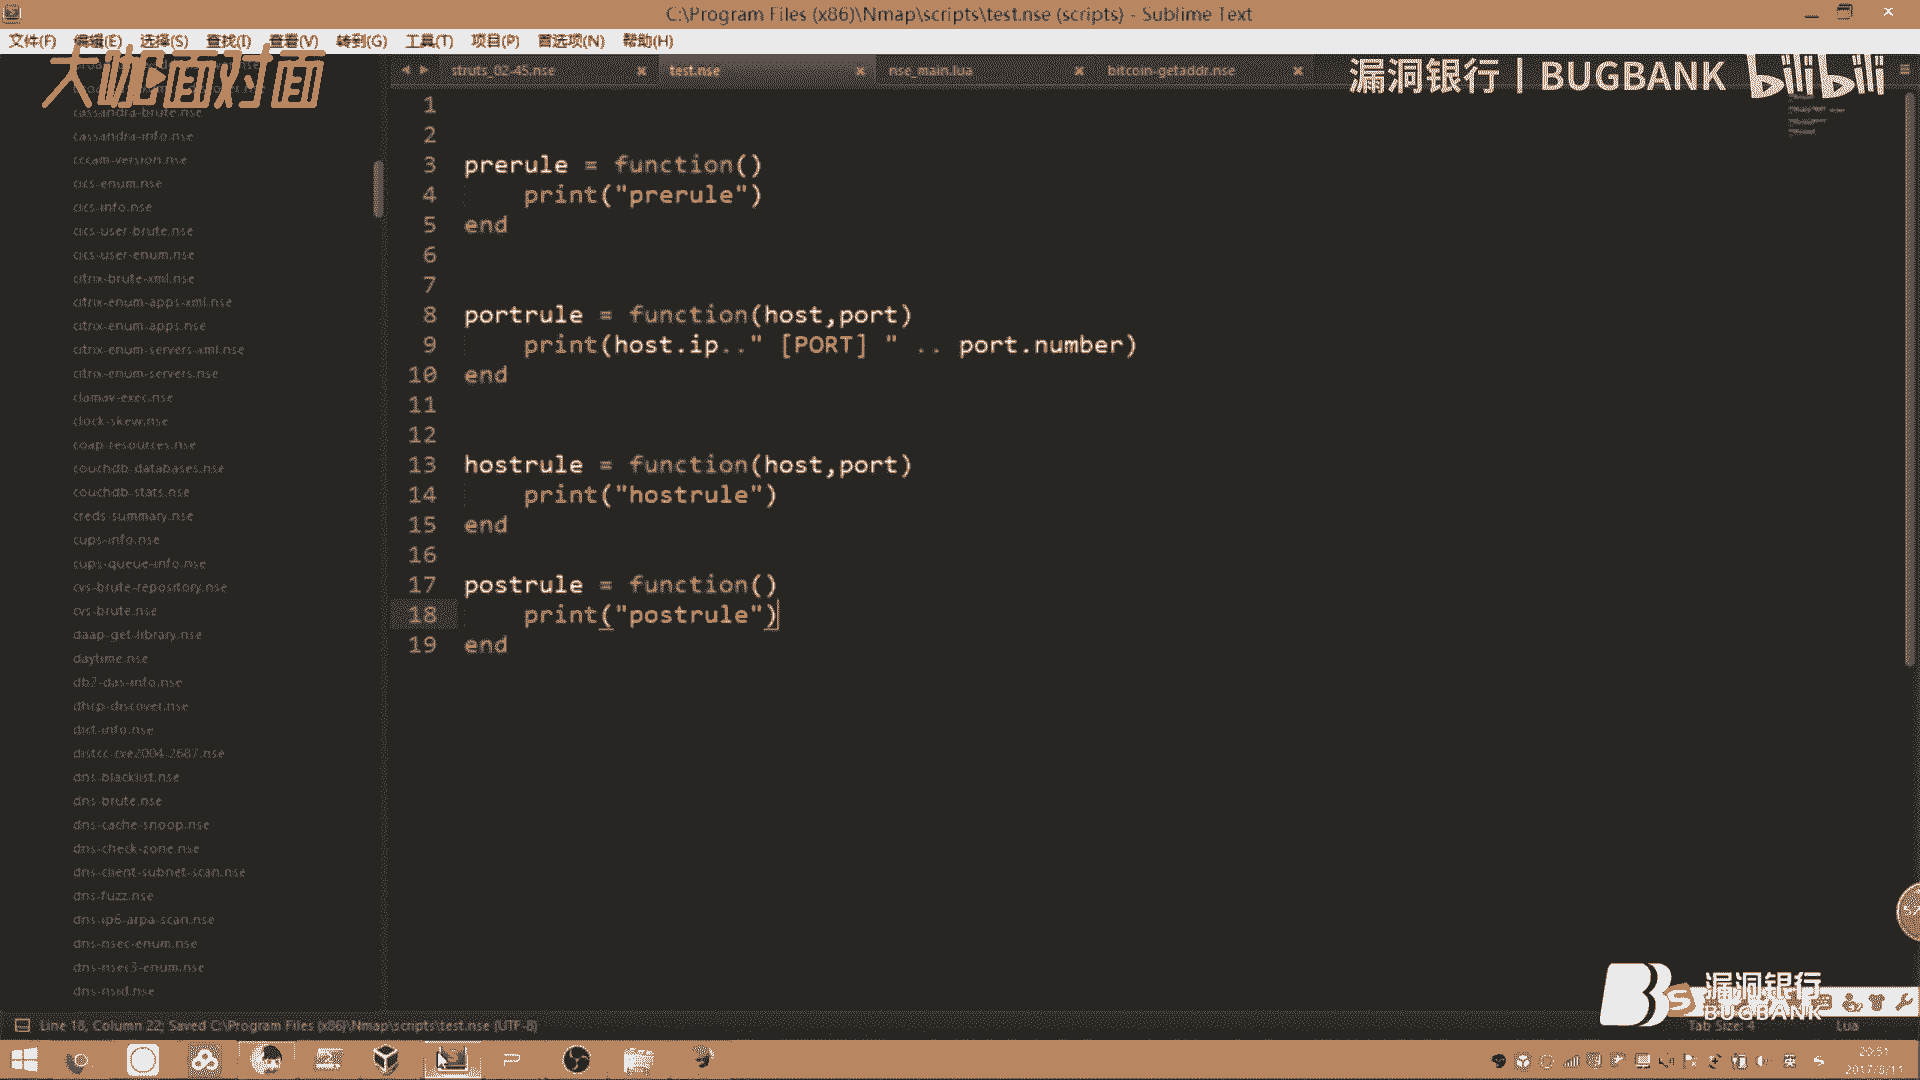 C:\Program Files (x86)\Nmap\scripts\test.nse (scripts) - Sublime Text
文件(F) 编辑(E) 选择(S) 查找(I) 查看(V) 转到(G) 工具(T) 项目(P) 首选项(N) 帮助(H)
大咖面对面
漏洞银行 | BUGBANK bilibili
struts_02-45.nse test.nse nse_main.lua bitcoin-getaddr.nse
cassandra-brute.nse
cassandra-info.nse
cccam-version.nse
cics-enum.nse
cics-info.nse
cics-user-brute.nse
cics-user-enum.nse
citrix-brute-xml.nse
citrix-enum-apps-xml.nse
citrix-enum-apps.nse
citrix-enum-servers-xml.nse
citrix-enum-servers.nse
clamav-exec.nse
clock-skew.nse
coap-resources.nse
couchdb-databases.nse
couchdb-stats.nse
creds-summary.nse
cups-info.nse
cups-queue-info.nse
cvs-brute-repository.nse
cvs-brute.nse
daap-get-library.nse
daytime.nse
db2-das-info.nse
dhcp-discover.nse
dict-info.nse
distcc-cve2004-2687.nse
dns-blacklist.nse
dns-brute.nse
dns-cache-snoop.nse
dns-check-zone.nse
dns-client-subnet-scan.nse
dns-fuzz.nse
dns-ip6-arpa-scan.nse
dns-nsec-enum.nse
dns-nsec3-enum.nse
dns-nsid.nse
1
2
3 prerule = function()
4 print("prerule")
5 end
6
7
8 portrule = function(host,port)
9 print(host.ip.." [PORT] " .. port.number)
10 end
11
12
13 hostrule = function(host,port)
14 print("hostrule")
15 end
16
17 postrule = function()
18 print("postrule")
19 end
57
漏洞银行
BUGBANK
Line 18, Column 22; Saved C:\Program Files (x86)\Nmap\scripts\test.nse (UTF-8)
Tab Size: 4 Lua
英
20:51
2017/8/11